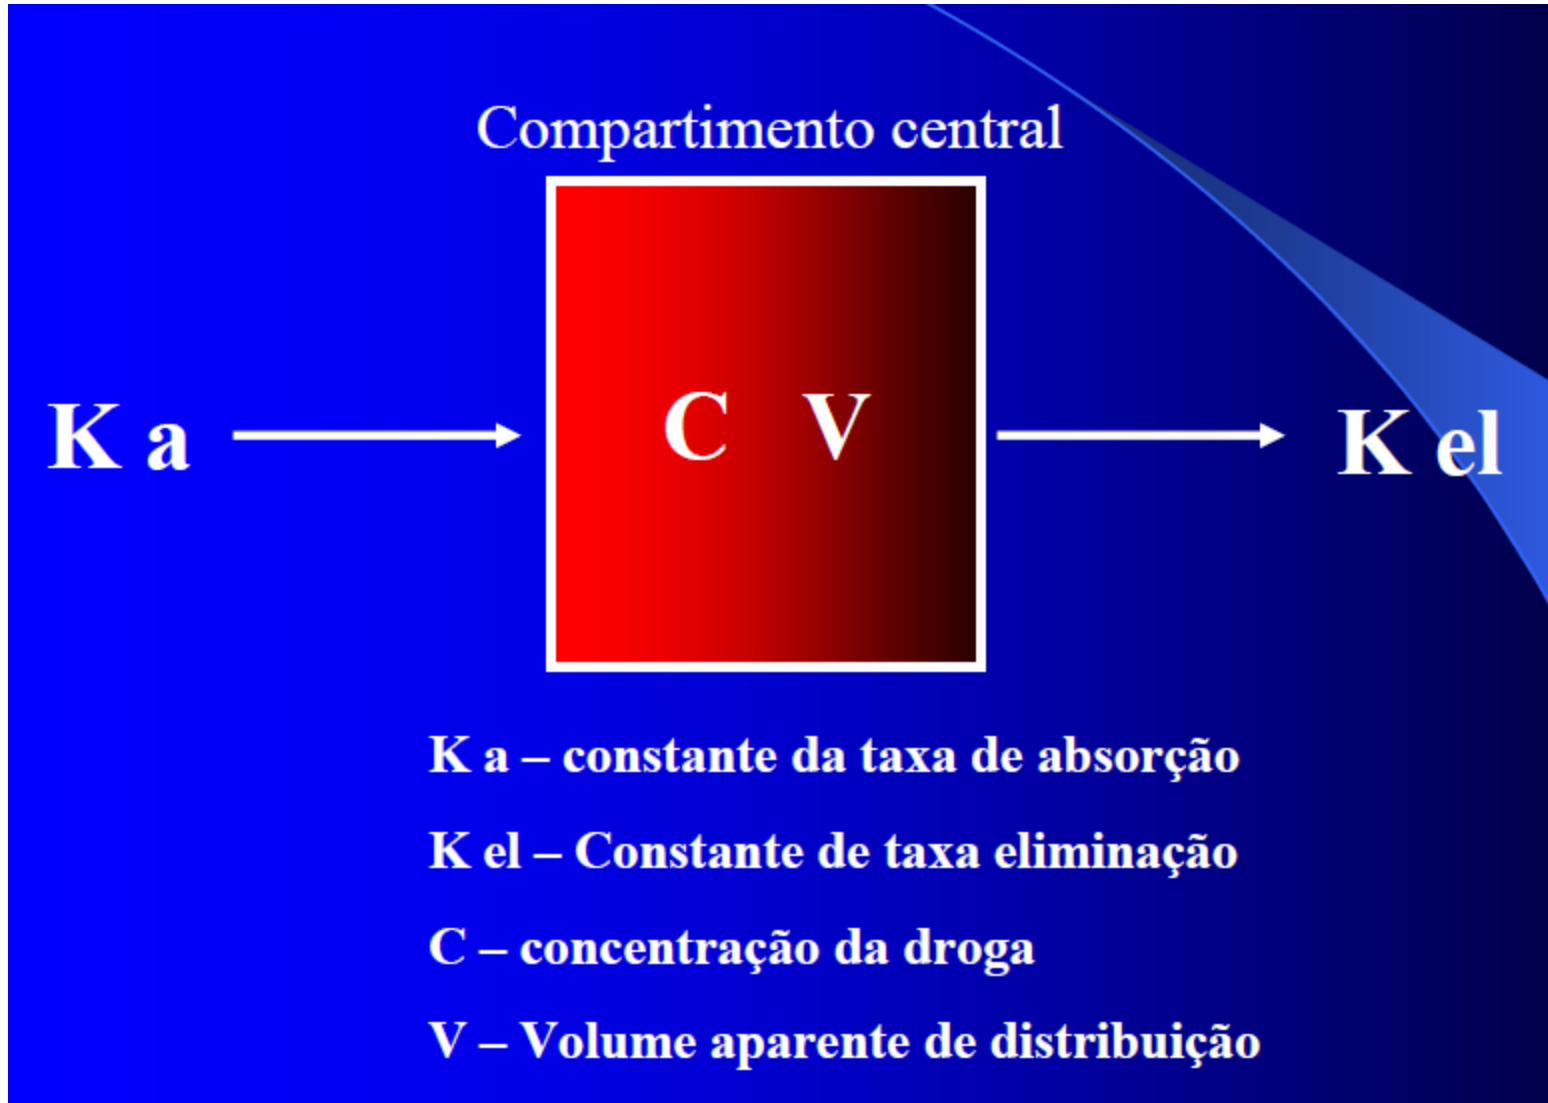 Compartimento central
K a
C V
K el
K a – constante da taxa de absorção
K el – Constante de taxa eliminação
C – concentração da droga
V – Volume aparente de distribuição